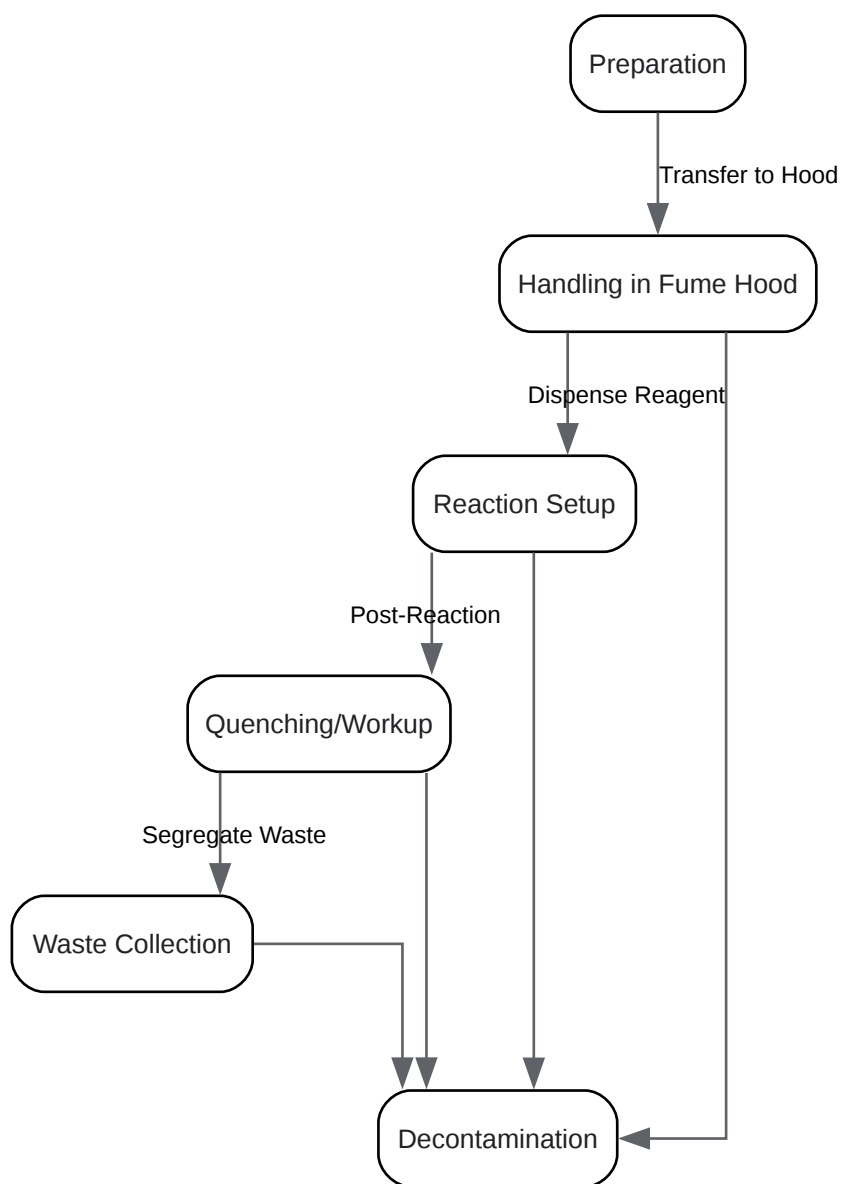 Preparation
Transfer to Hood
Handling in Fume Hood
Dispense Reagent
Reaction Setup
Post-Reaction
Quenching/Workup
Segregate Waste
Waste Collection
Decontamination